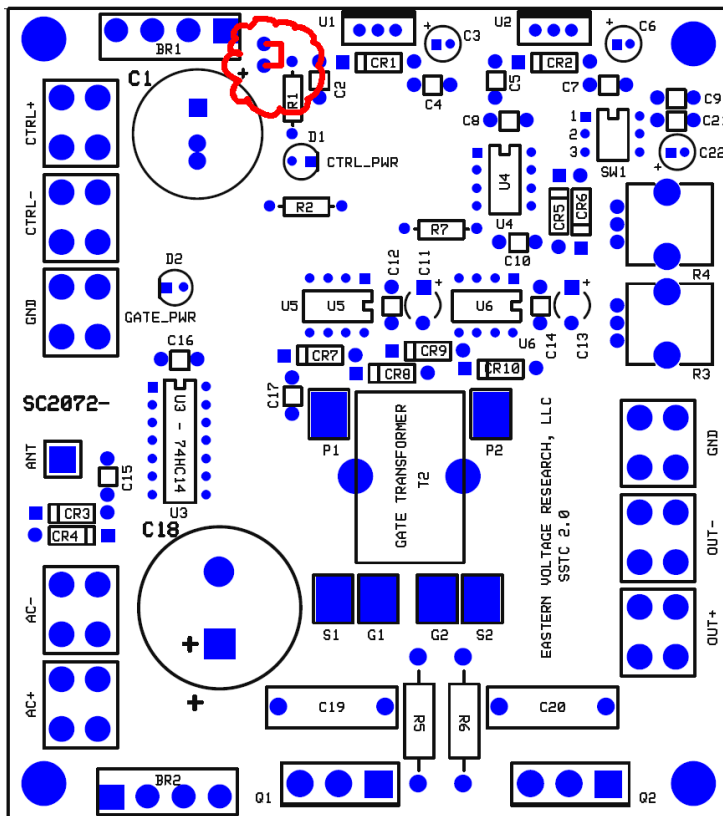 BR1
U1
C3
U2
C6
C1
+
R1
C2
CR1
C4
C5
CR2
C7
C9
C21
C22
+
+
+
C8
1
2
3
SW1
CTRL+
D1
CTRL_PWR
U4
U4
CTRL-
R2
R7
CR5
CR6
C10
R4
D2
GATE_PWR
GND
C12
C11
+
U5
U5
U6
U6
C14
C13
+
R3
C16
CR7
CR9
CR8
CR10
C17
SC2072-
U3 - 74HC14
U3
P1
P2
GATE TRANSFORMER
T2
ANT
C15
CR3
CR4
C18
+
+
EASTERN VOLTAGE RESEARCH, LLC
SSTC 2.0
GND
OUT-
OUT+
AC-
AC+
S1
G1
G2
S2
C19
R5
R6
C20
BR2
Q1
Q2